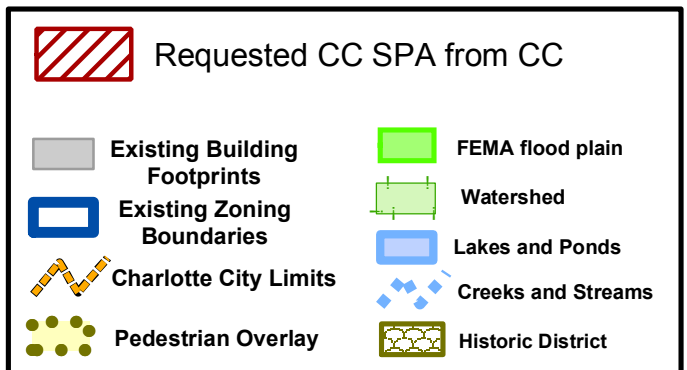 Requested CC SPA from CC
Existing Building
Footprints
Existing Zoning
Boundaries
Charlotte City Limits
Pedestrian Overlay
FEMA flood plain
Watershed
Lakes and Ponds
Creeks and Streams
Historic District